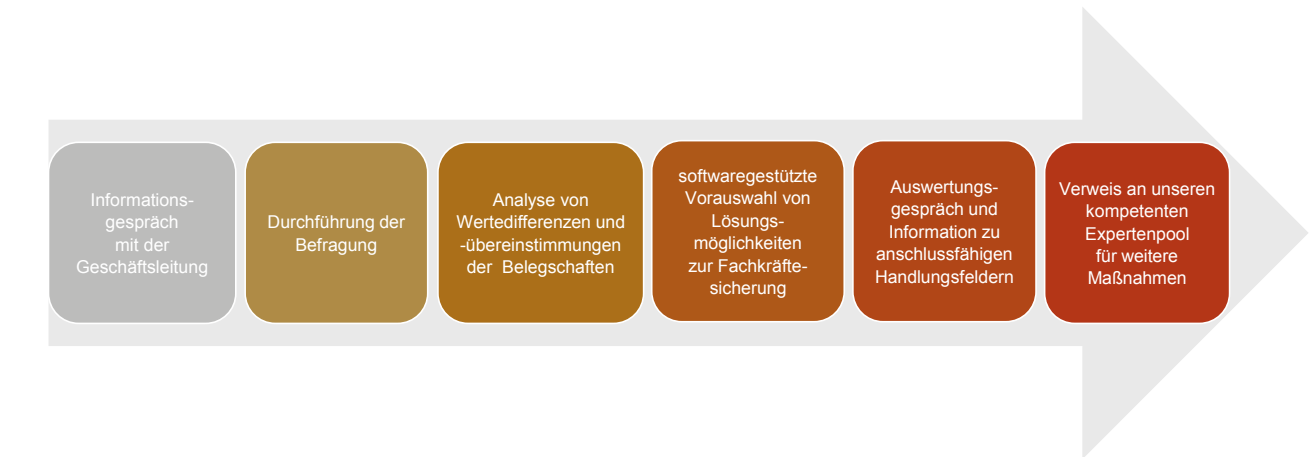 Informations-
gespräch
mit der
Geschäftsleitung
Durchführung der
Befragung
Analyse von
Wertedifferenzen und
-übereinstimmungen
der Belegschaften
softwaregestützte
Vorauswahl von
Lösungs-
möglichkeiten
zur Fachkräfte-
sicherung
Auswertungs-
gespräch und
Information zu
anschlussfähigen
Handlungsfeldern
Verweis an unseren
kompetenten
Expertenpool
für weitere
Maßnahmen